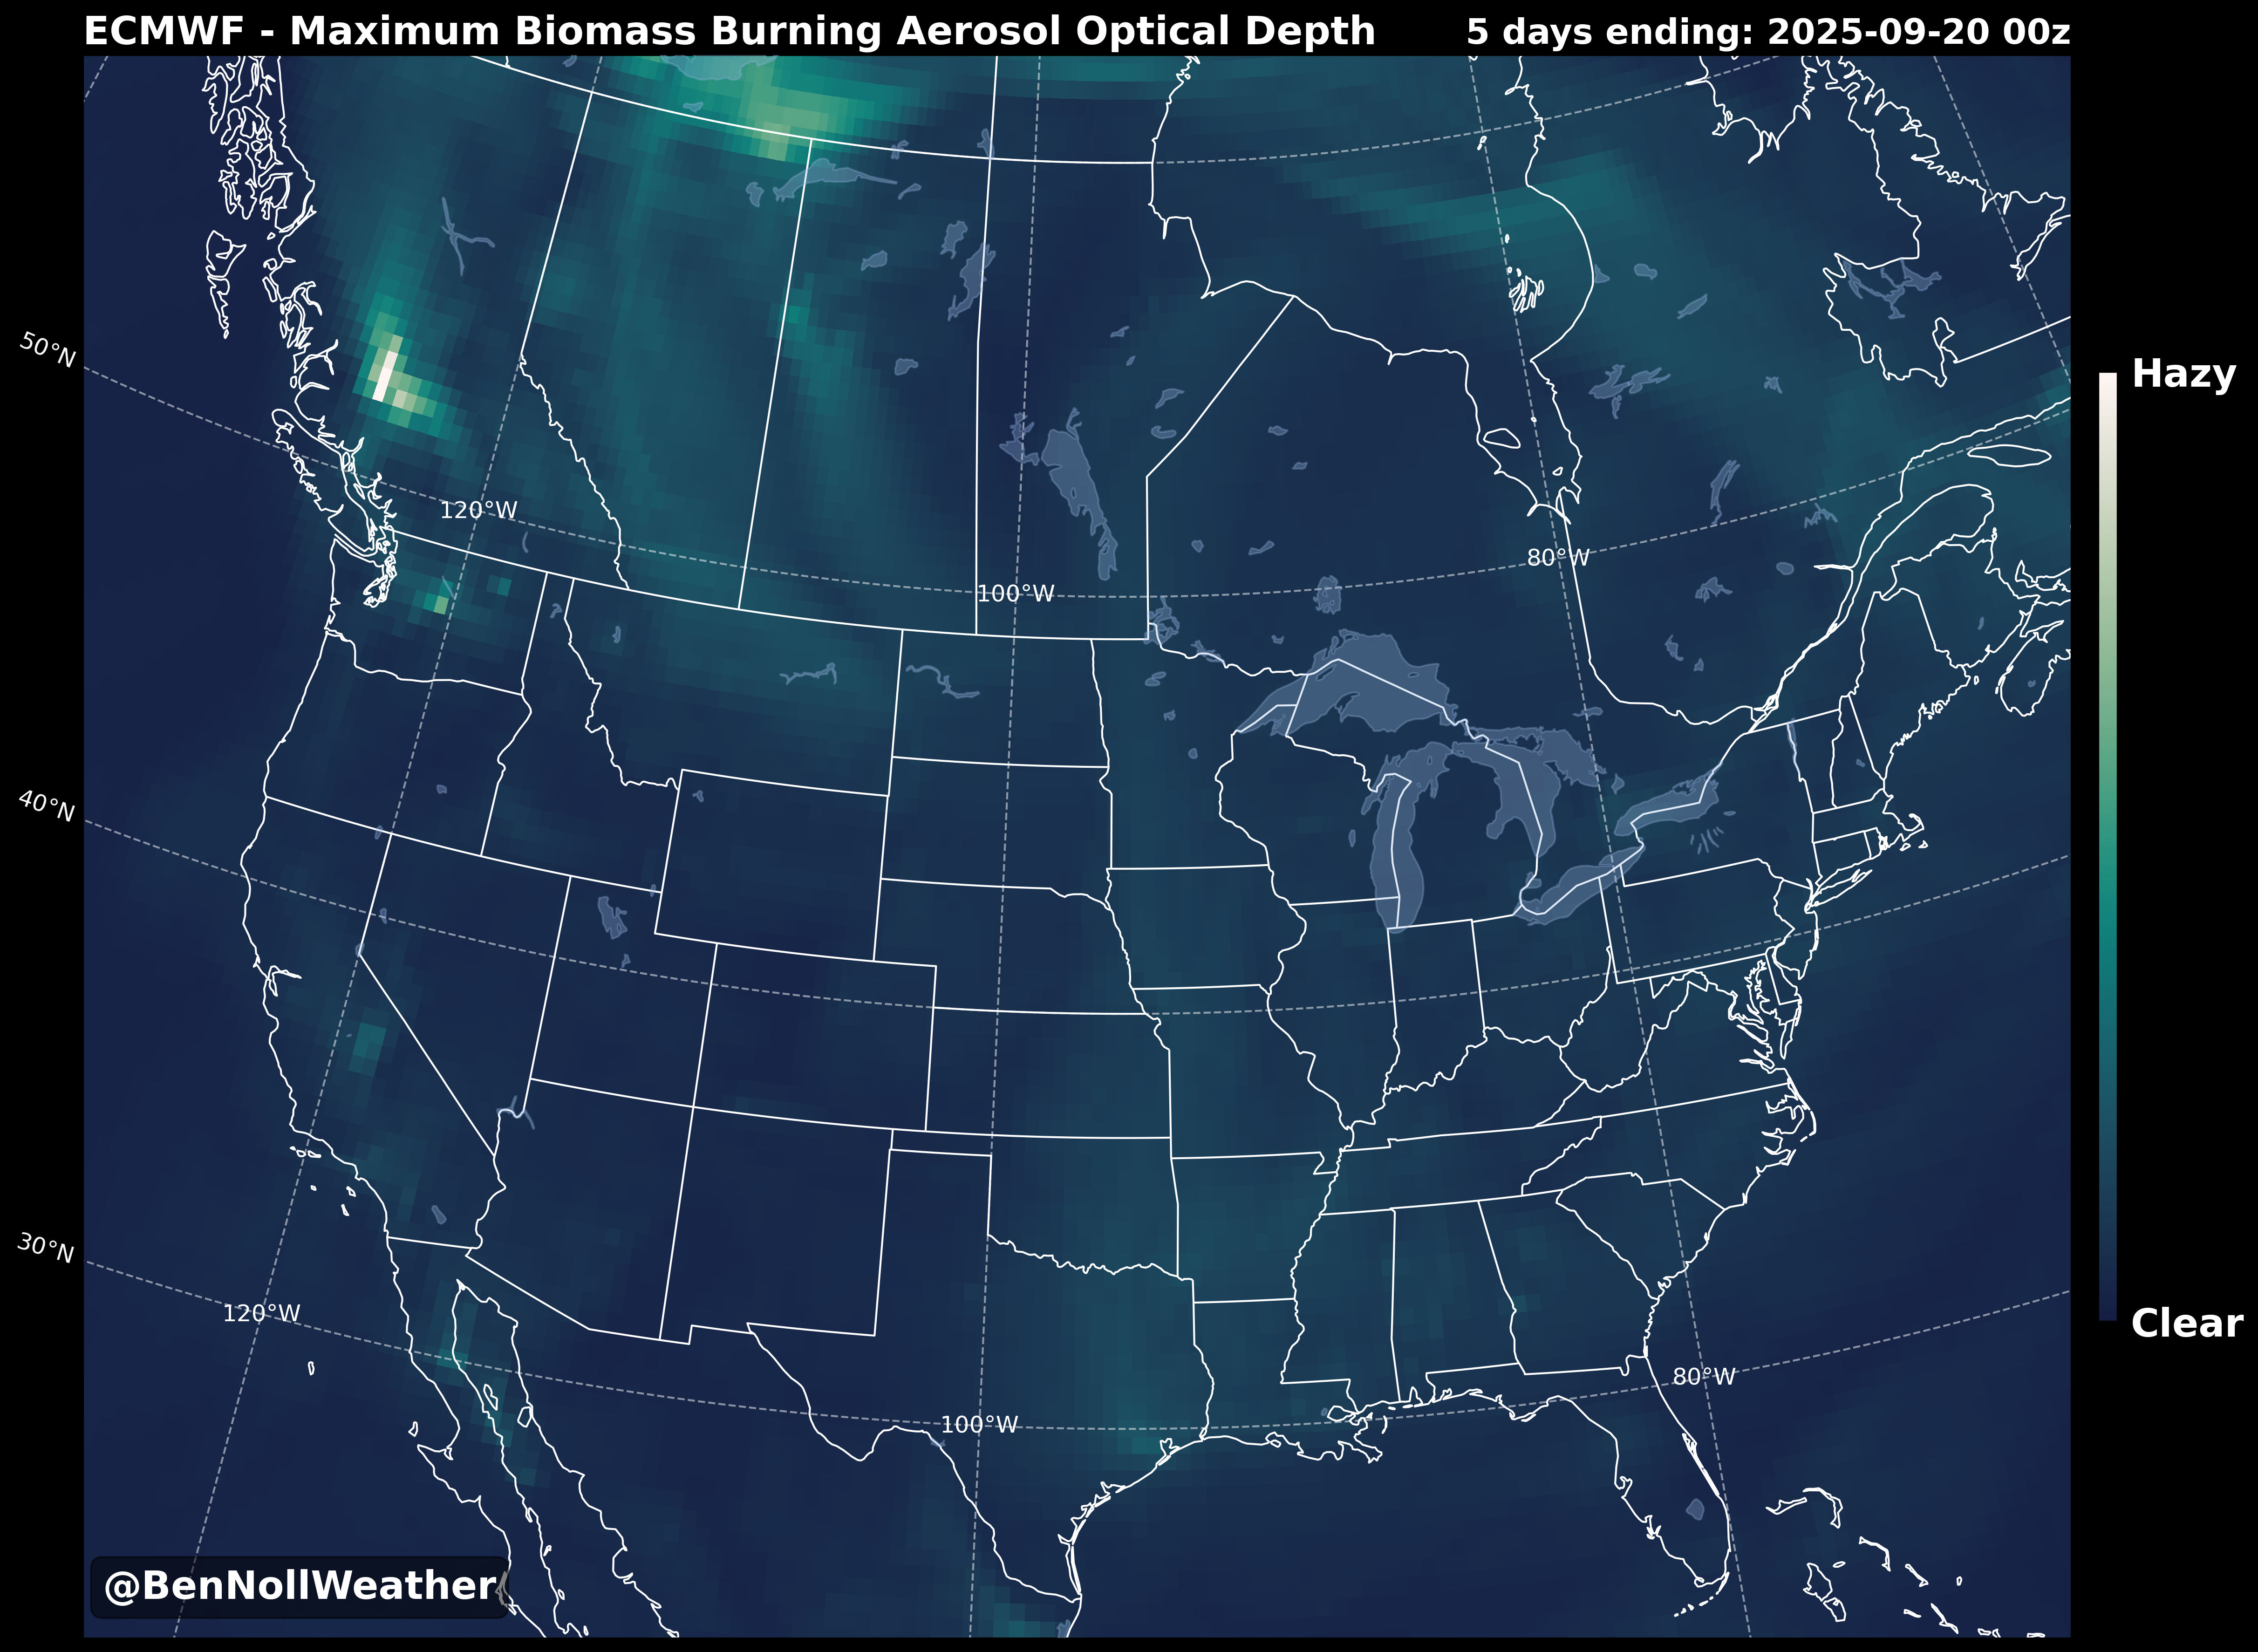 ECMWF - Maximum Biomass Burning Aerosol Optical Depth
5 days ending: 2025-09-20 00z
50°N
Hazy
120°W
80°W
100°W
40°N
30°N
120°W
Clear
80°W
100°W
@BenNollWeather